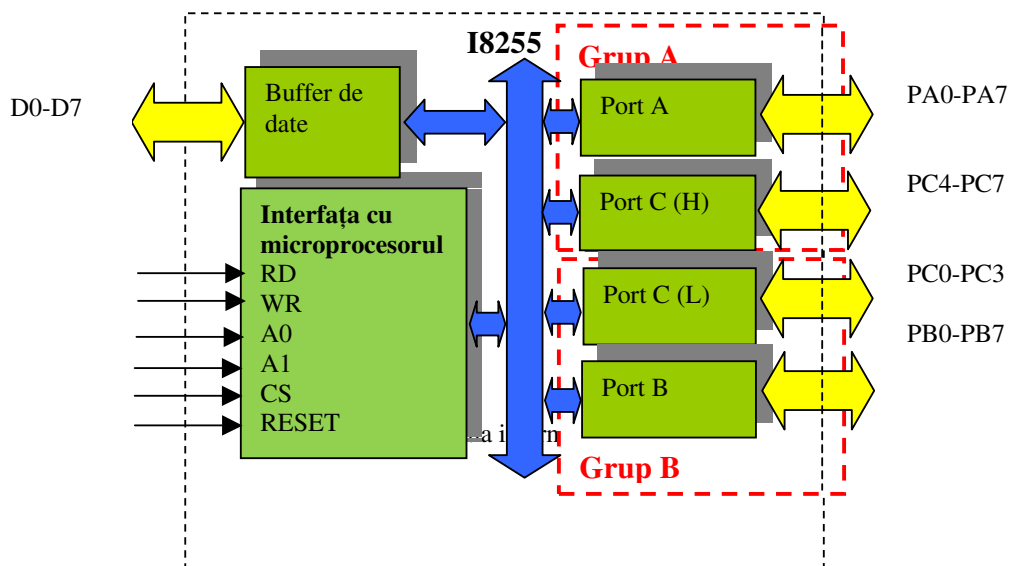 I8255
Grup A
D0-D7
Buffer de
date
Port A
PA0-PA7
Port C (H)
PC4-PC7
Interfața cu
microprocesorul
RD
WR
A0
A1
CS
RESET
Port C (L)
PC0-PC3
PB0-PB7
Port B
Grup B